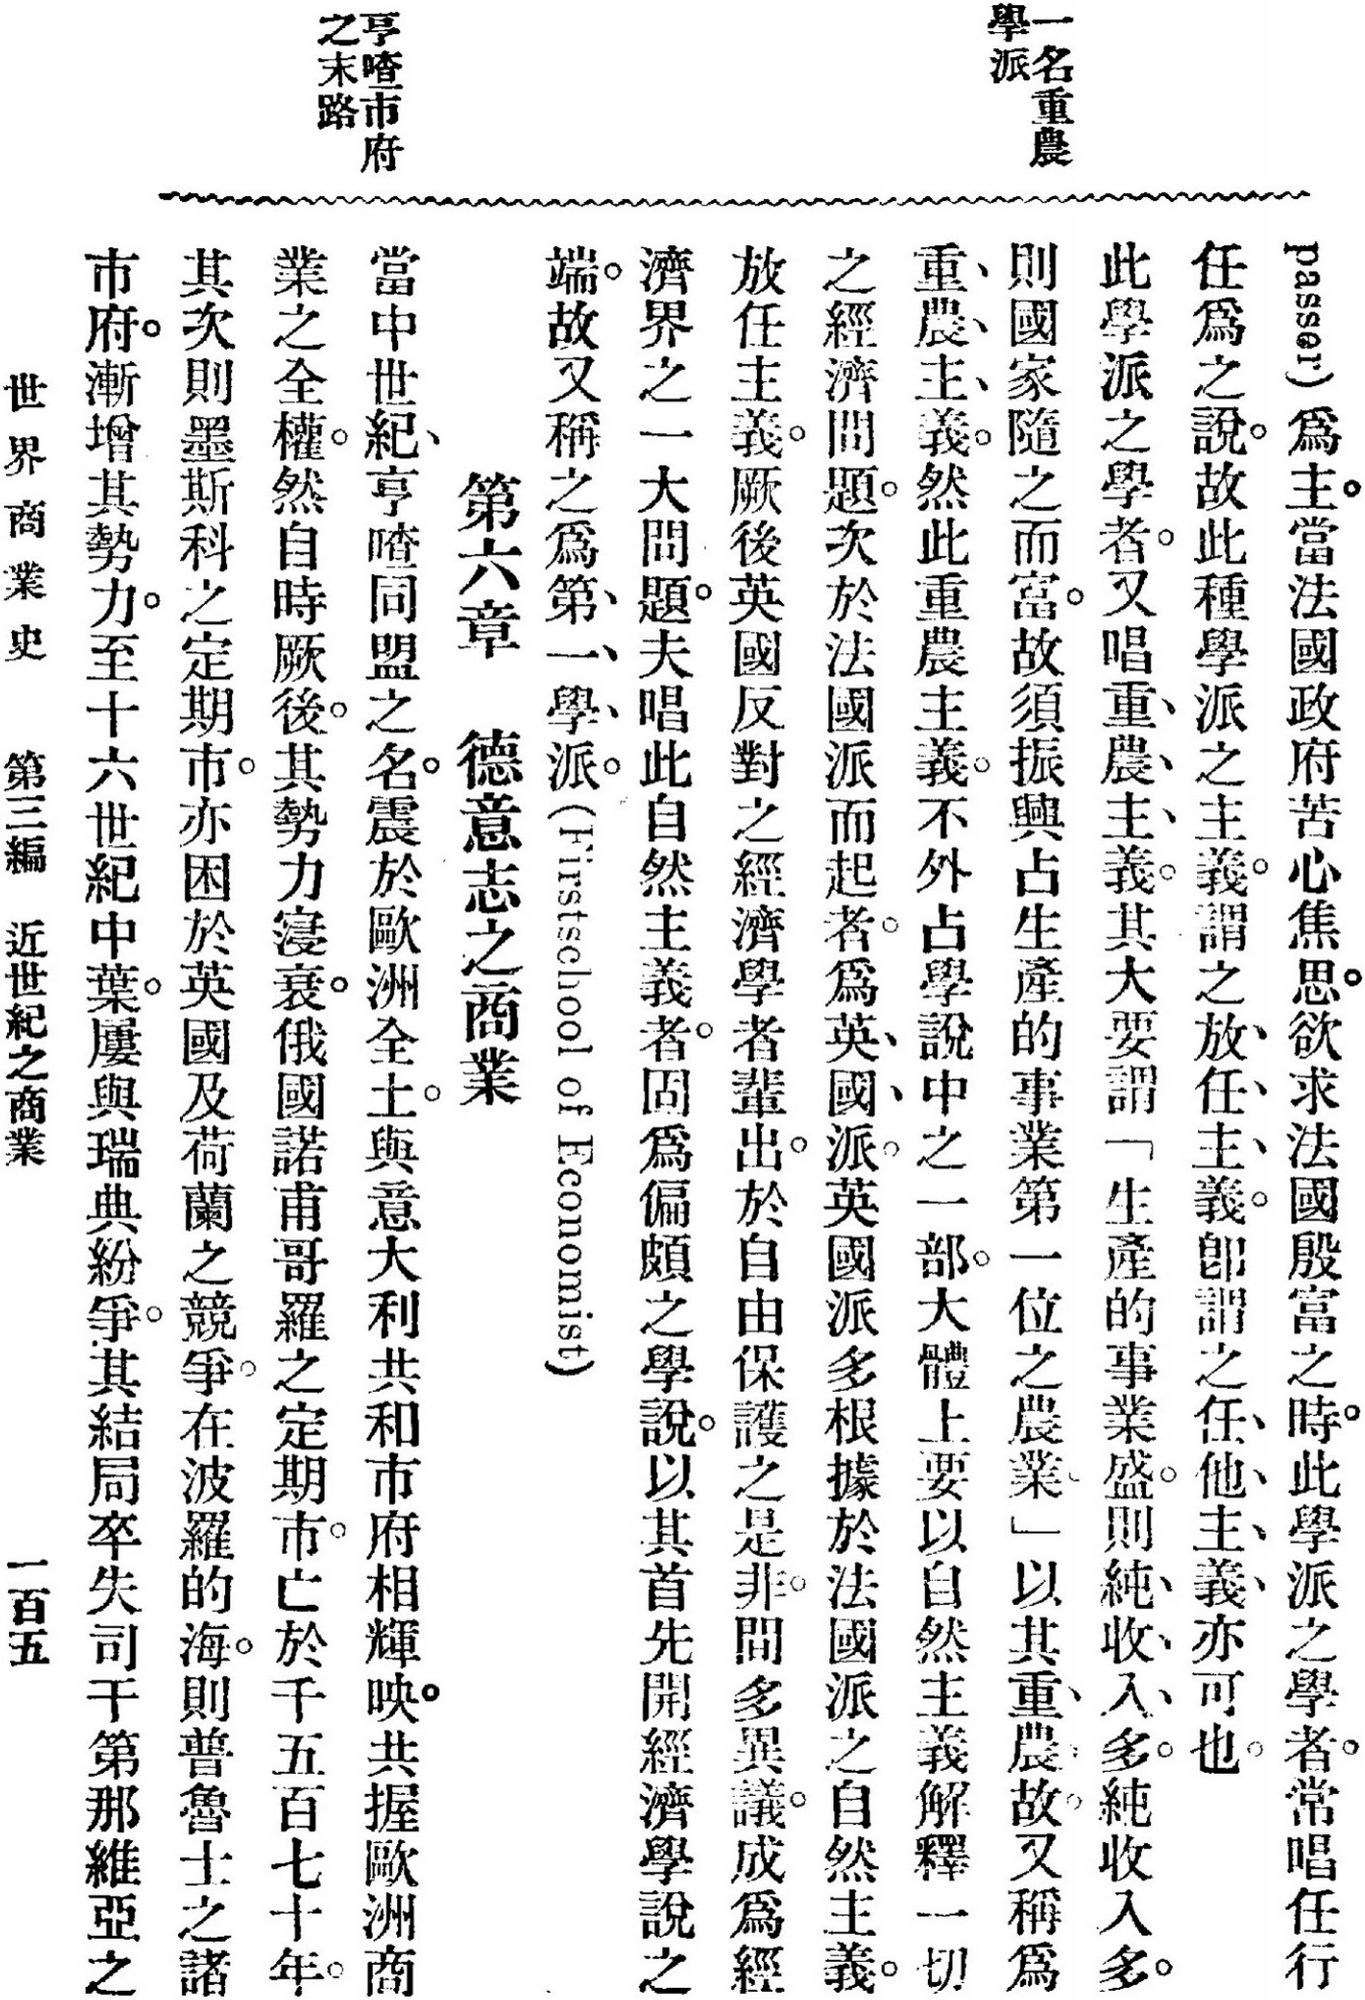 一名重農
學派
亨喳市府
之末路
passer)爲主。當法國政府苦心焦思。欲求法國殷富之時。此學派之學者。常唱任行
任爲之說。故此種學派之主義。謂之放、任、主、義。卽謂之任、他、主、義、亦可也。
此學派之學者。又唱重、農、主、義。其大要謂「生產的事業盛。則純、收、入、多。純收入多。
則國家隨之而富。故須振興占生產的事業第一位之農業、」以其重、農。故。又稱爲
重、農、主、義。然此重農主義。不外占學說中之一部。大體上要以自然主義解釋一切
之經濟問題。次於法國派而起者。爲英、國、派。英國派多根據於法國派之自然主義。
放任主義。厥後英國反對之經濟學者輩出。於自由保護之是非。間多異議。成爲經
濟界之一大問題。夫唱此自然主義者。固爲偏頗之學說。以其首先開經濟學說之
端。故又稱之爲第、一、學、派。(Firstschool of Economist)
第六章 德意志之商業
當中世紀、亨喳同盟之名。震於歐洲全土。與意大利共和市府相輝映。共握歐洲商
業之全權。然自時厥後。其勢力寖衰。俄國諾甫哥羅之定期市。亡於千五百七十年。
其次則墨斯科之定期市。亦困於英國及荷蘭之競爭。在波羅的海。則普魯士之諸
市府。漸增其勢力。至十六世紀中葉。屢與瑞典紛爭。其結局卒失司干第那維亞之
世界商業史 第三編 近世紀之商業 一百五